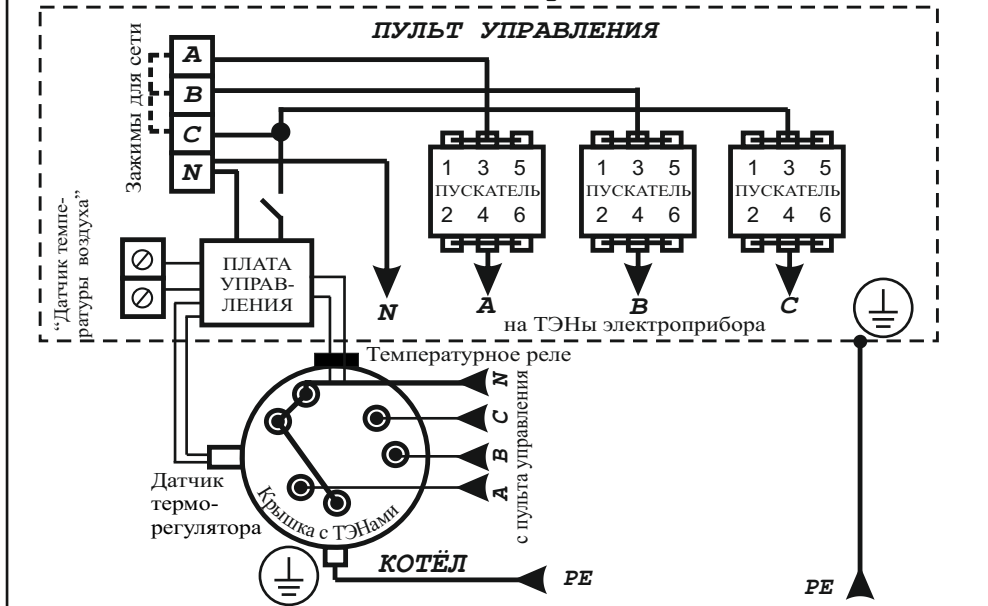 ПУЛЬТ УПРАВЛЕНИЯ
Зажимы для сети
A
B
C
N
1 3 5
ПУСКАТЕЛЬ
2 4 6
1 3 5
ПУСКАТЕЛЬ
2 4 6
1 3 5
ПУСКАТЕЛЬ
2 4 6
“Датчик темпе-
ратуры воздуха”
ПЛАТА
УПРАВ-
ЛЕНИЯ
N
A
B
C
на ТЭНы электроприбора
Температурное реле
N
C
B
A
с пульта управления
Датчик
термо-
регулятора
Крышка с ТЭНами
КОТЁЛ
PE
PE